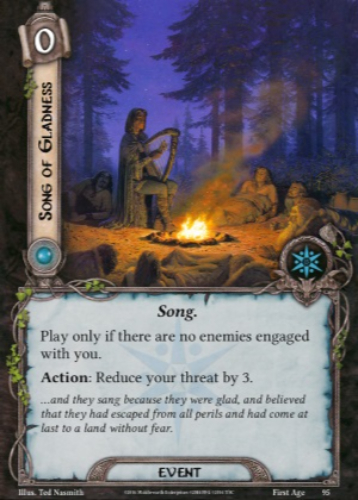 0
SONG OF GLADNESS
Song.
Play only if there are no enemies engaged
with you.
Action: Reduce your threat by 3.
...and they sang because they were glad, and believed
that they had escaped from all perils and had come at
last to a land without fear.
EVENT
Illus. Ted Nasmith
First Age
95